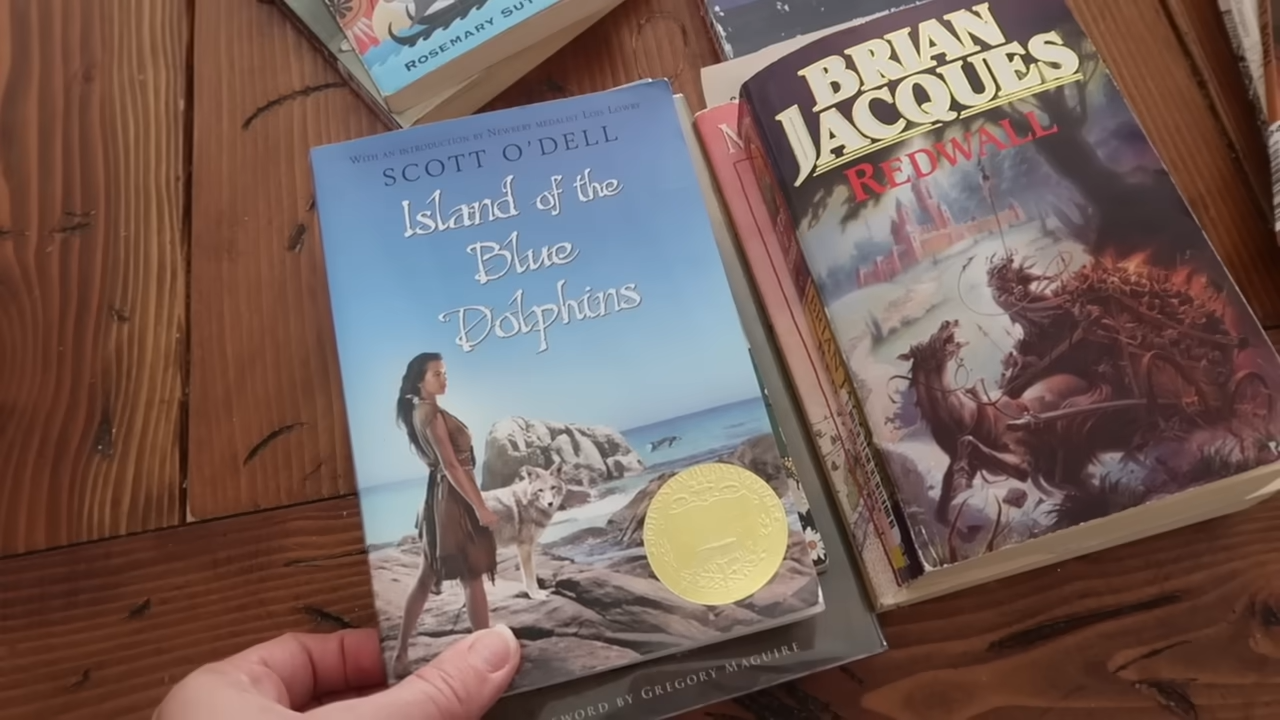 ROSEMARY SUT
WITH AN INTRODUCTION BY NEWBERY MEDALIST LOIS LOWRY
SCOTT O'DELL
Island of the
Blue
Dolphins
EWORD BY GREGORY MAGUIRE
M
BRIAN
JACQUES
REDWALL